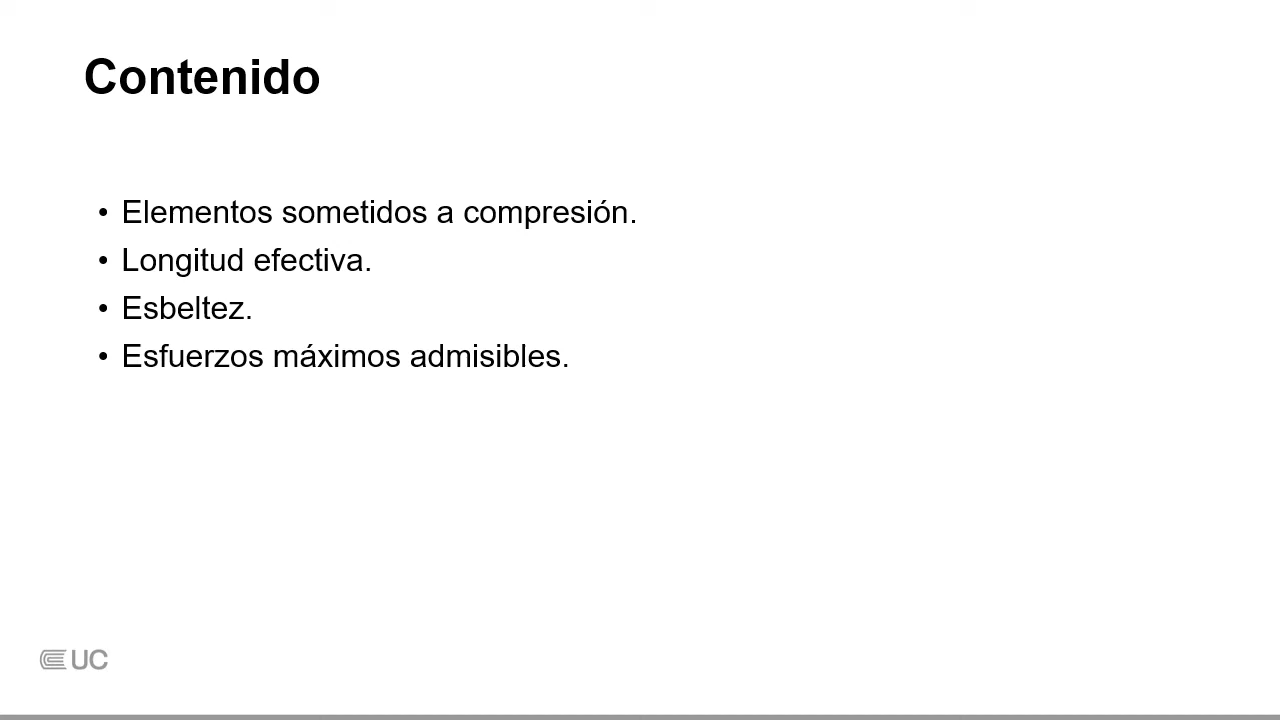 Contenido
• Elementos sometidos a compresión.
• Longitud efectiva.
• Esbeltez.
• Esfuerzos máximos admisibles.
UC